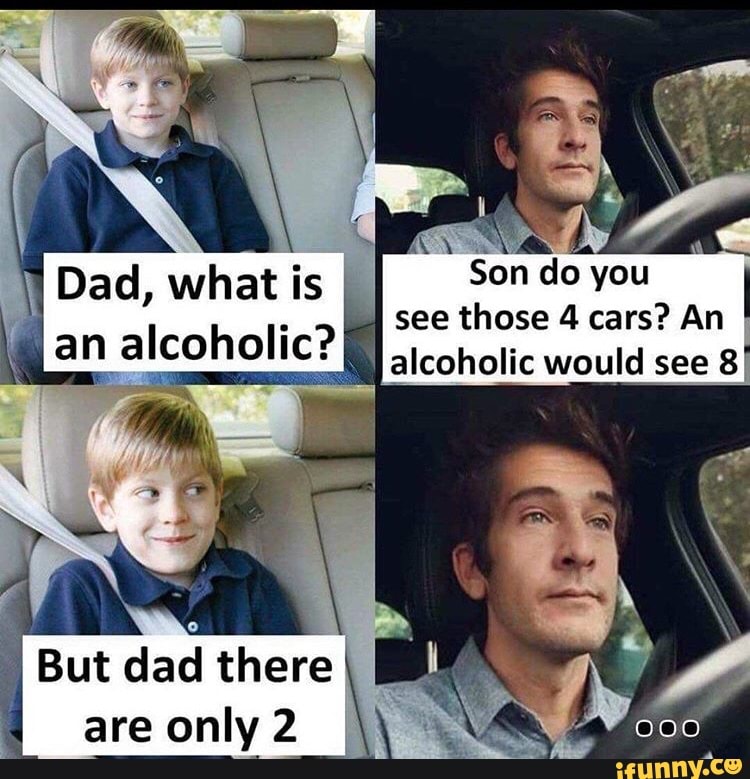 Dad, what is
an alcoholic?
Son do you
see those 4 cars? An
alcoholic would see 8
But dad there
are only 2
ooo
ifunny.co